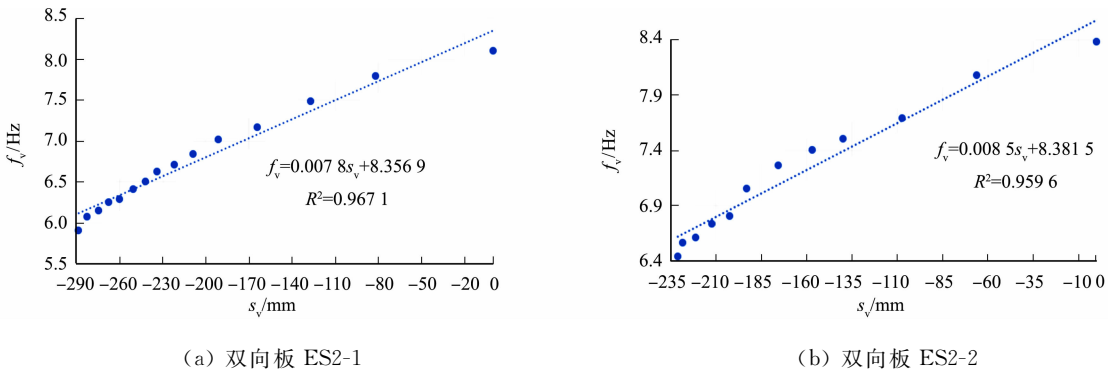 8.5
8.0
7.5
7.0
6.5
6.0
5.5
f_v/Hz
f_v=0.007 8s_v+8.356 9
R²=0.967 1
−290 −260 −230 −200 −170 −140 −110 −80 −50 −20 0
s_v/mm
(a) 双向板 ES2-1
8.4
7.9
7.4
6.9
6.4
f_v/Hz
f_v=0.008 5s_v+8.381 5
R²=0.959 6
−235 −210 −185 −160 −135 −110 −85 −60 −35 −10 0
s_v/mm
(b) 双向板 ES2-2